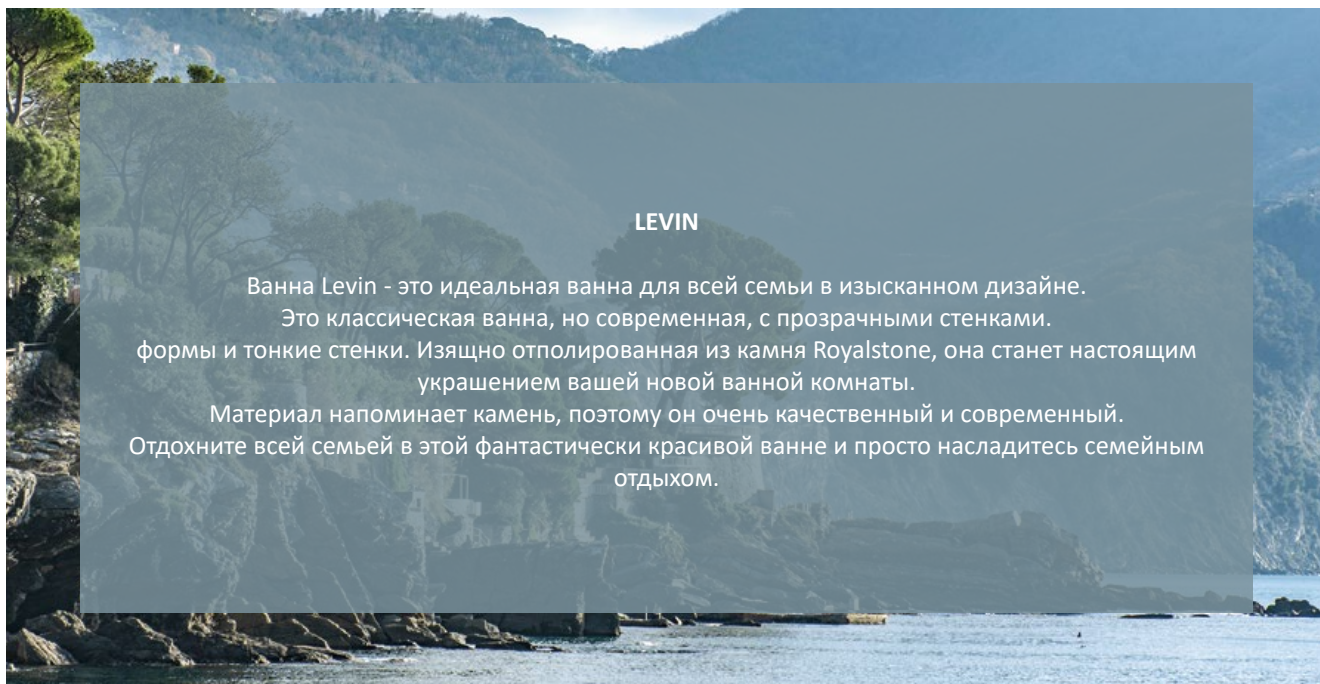 LEVIN
Ванна Levin - это идеальная ванна для всей семьи в изысканном дизайне.
Это классическая ванна, но современная, с прозрачными стенками.
формы и тонкие стенки. Изящно отполированная из камня Royalstone, она станет настоящим
украшением вашей новой ванной комнаты.
Материал напоминает камень, поэтому он очень качественный и современный.
Отдохните всей семьей в этой фантастически красивой ванне и просто насладитесь семейным
отдыхом.